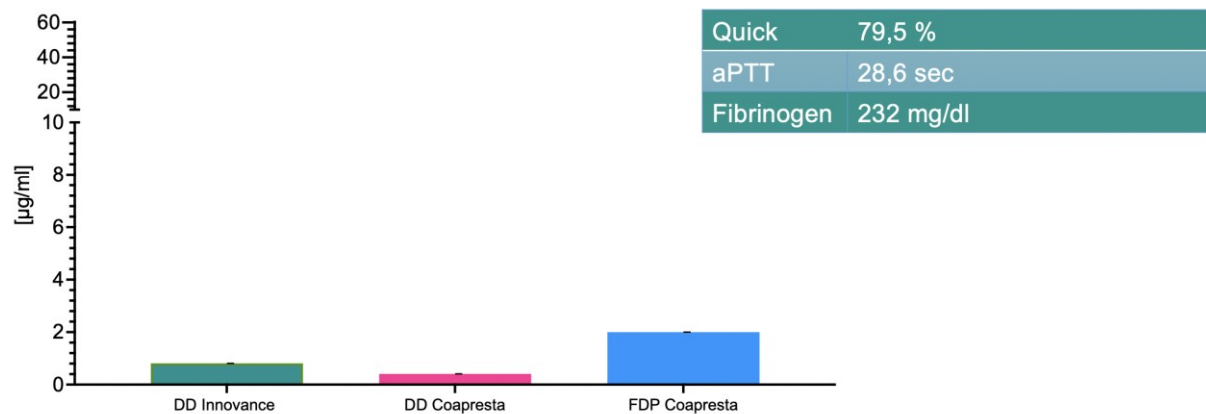 60
40
20
10
8
6
4
2
0
[µg/ml]
DD Innovance
DD Coapresta
FDP Coapresta
Quick 79,5 %
aPTT 28,6 sec
Fibrinogen 232 mg/dl